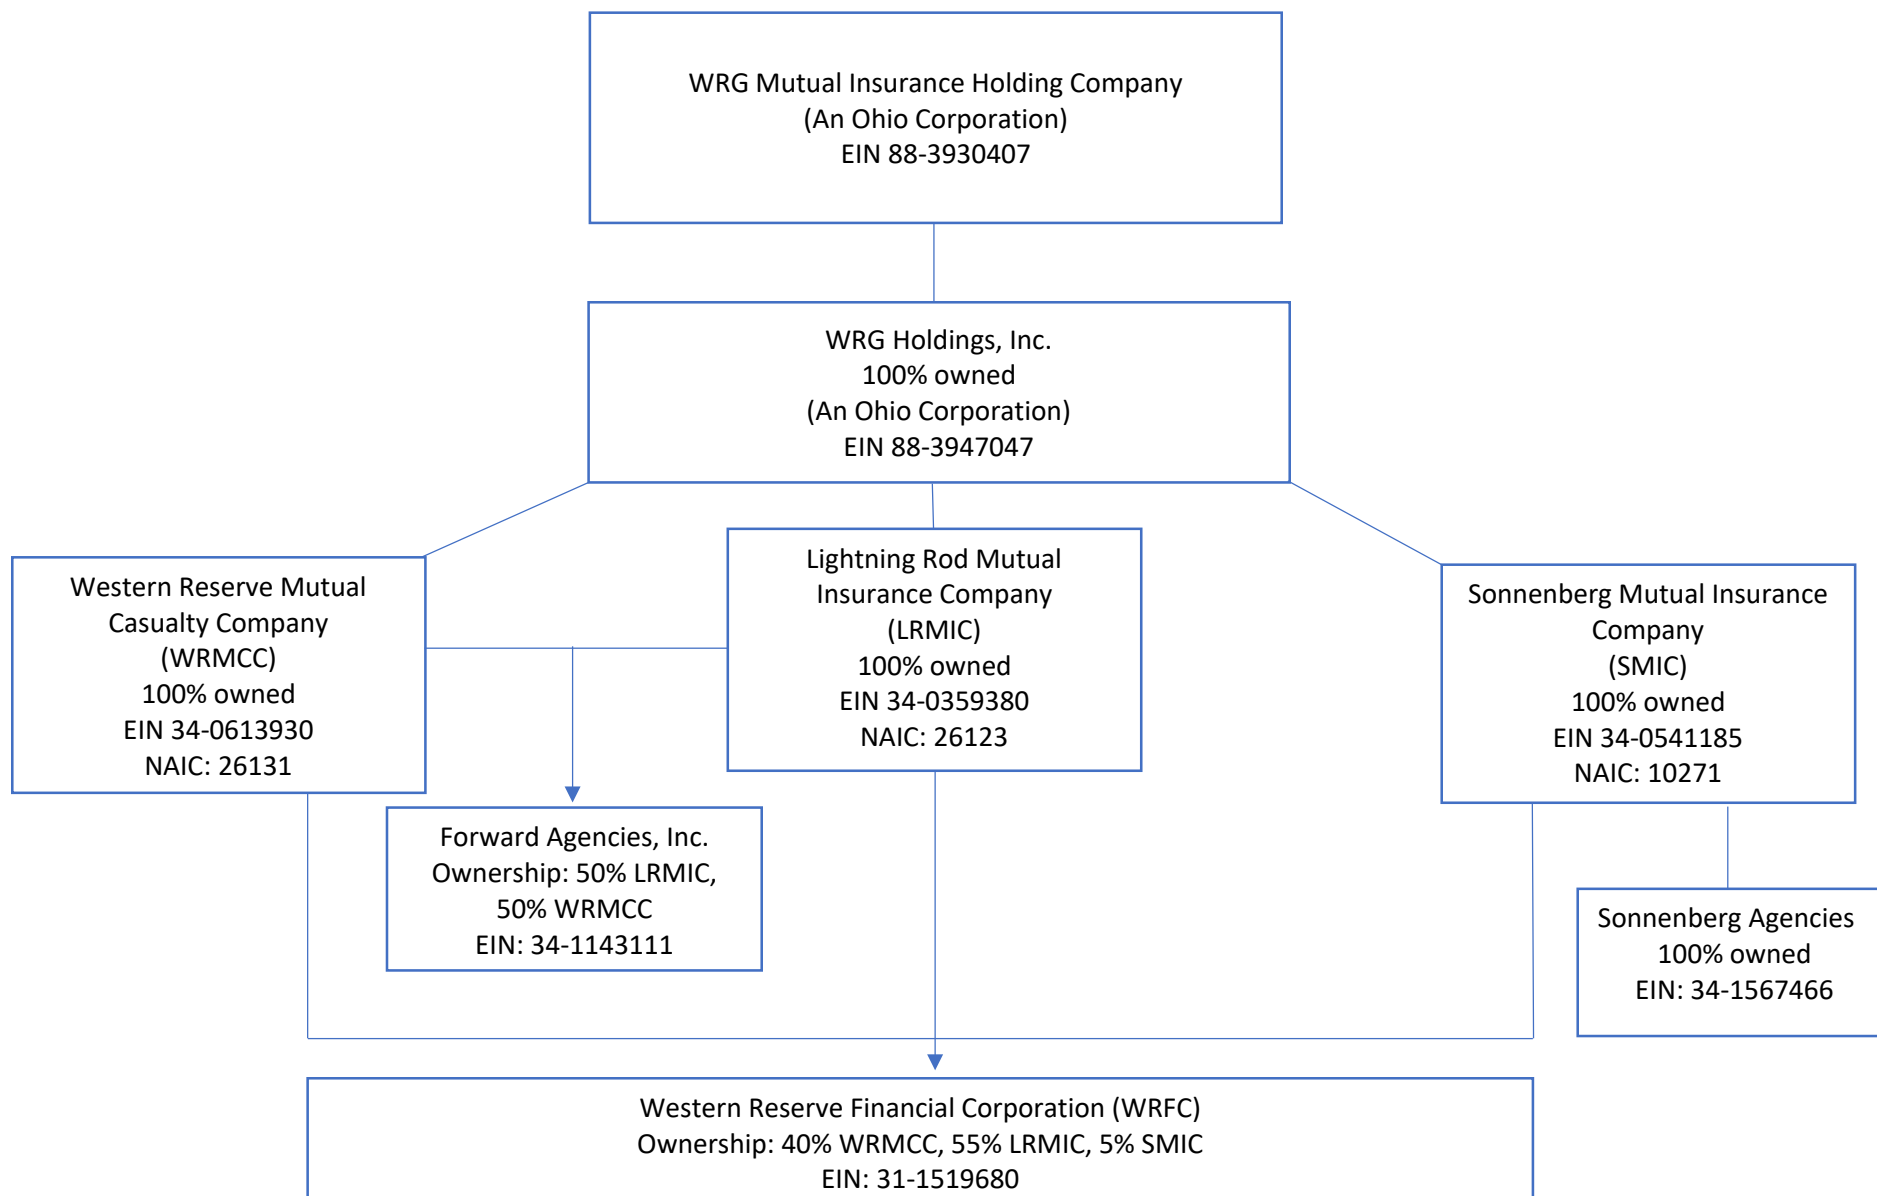 WRG Mutual Insurance Holding Company
(An Ohio Corporation)
EIN 88-3930407
WRG Holdings, Inc.
100% owned
(An Ohio Corporation)
EIN 88-3947047
Western Reserve Mutual
Casualty Company
(WRMCC)
100% owned
EIN 34-0613930
NAIC: 26131
Lightning Rod Mutual
Insurance Company
(LRMIC)
100% owned
EIN 34-0359380
NAIC: 26123
Sonnenberg Mutual Insurance
Company
(SMIC)
100% owned
EIN 34-0541185
NAIC: 10271
Forward Agencies, Inc.
Ownership: 50% LRMIC,
50% WRMCC
EIN: 34-1143111
Sonnenberg Agencies
100% owned
EIN: 34-1567466
Western Reserve Financial Corporation (WRFC)
Ownership: 40% WRMCC, 55% LRMIC, 5% SMIC
EIN: 31-1519680